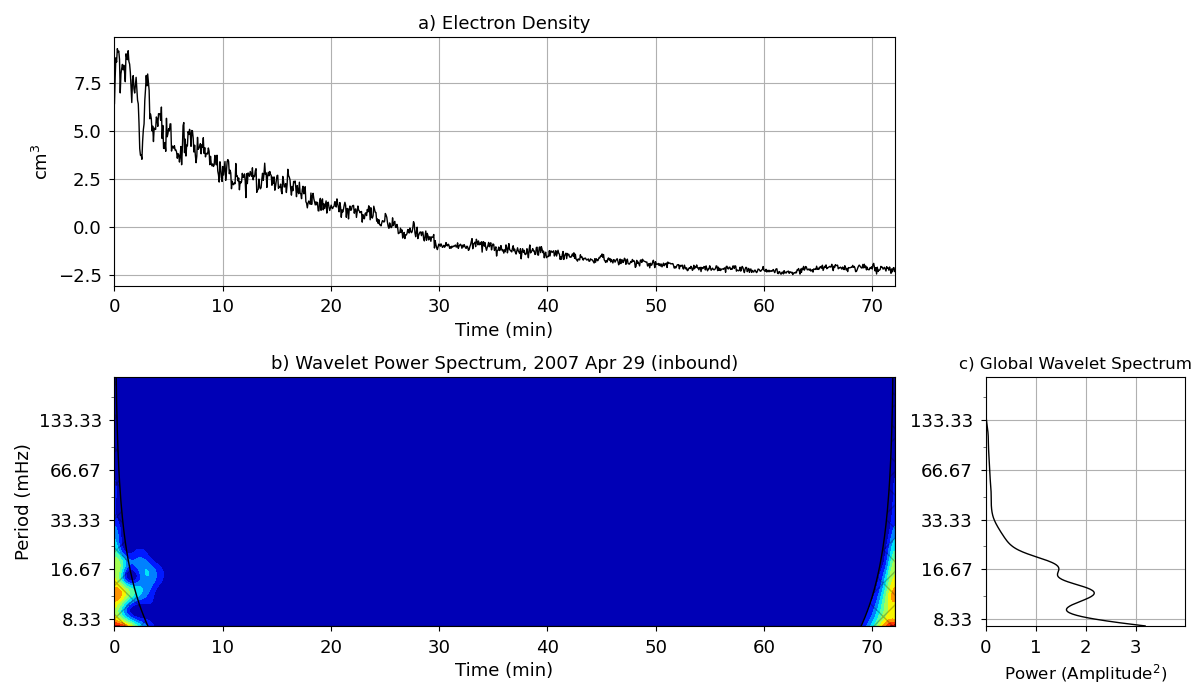 a) Electron Density
cm³
7.5
5.0
2.5
0.0
−2.5
0 10 20 30 40 50 60 70
Time (min)
b) Wavelet Power Spectrum, 2007 Apr 29 (inbound)
Period (mHz)
133.33
66.67
33.33
16.67
8.33
0 10 20 30 40 50 60 70
Time (min)
c) Global Wavelet Spectrum
133.33
66.67
33.33
16.67
8.33
0 1 2 3
Power (Amplitude²)